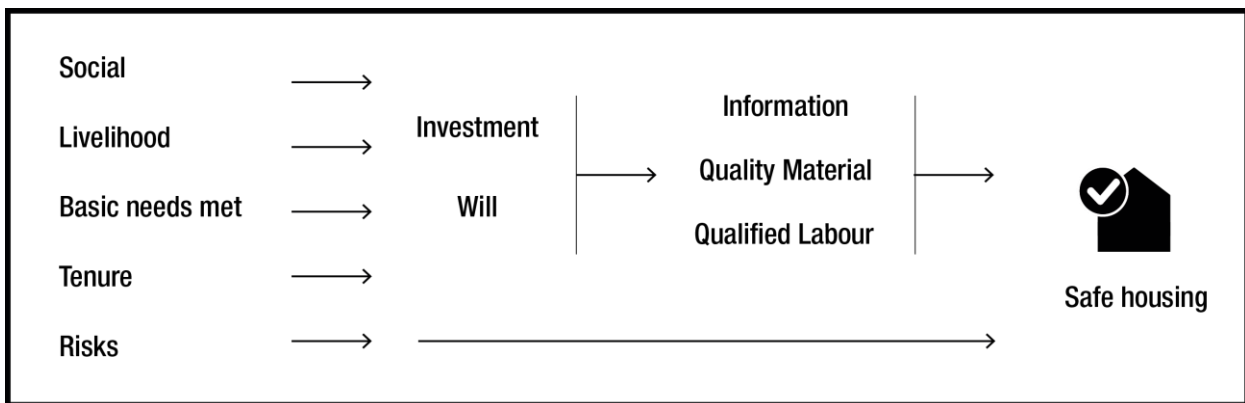 Social
Livelihood
Basic needs met
Tenure
Risks
Investment
Will
Information
Quality Material
Qualified Labour
Safe housing